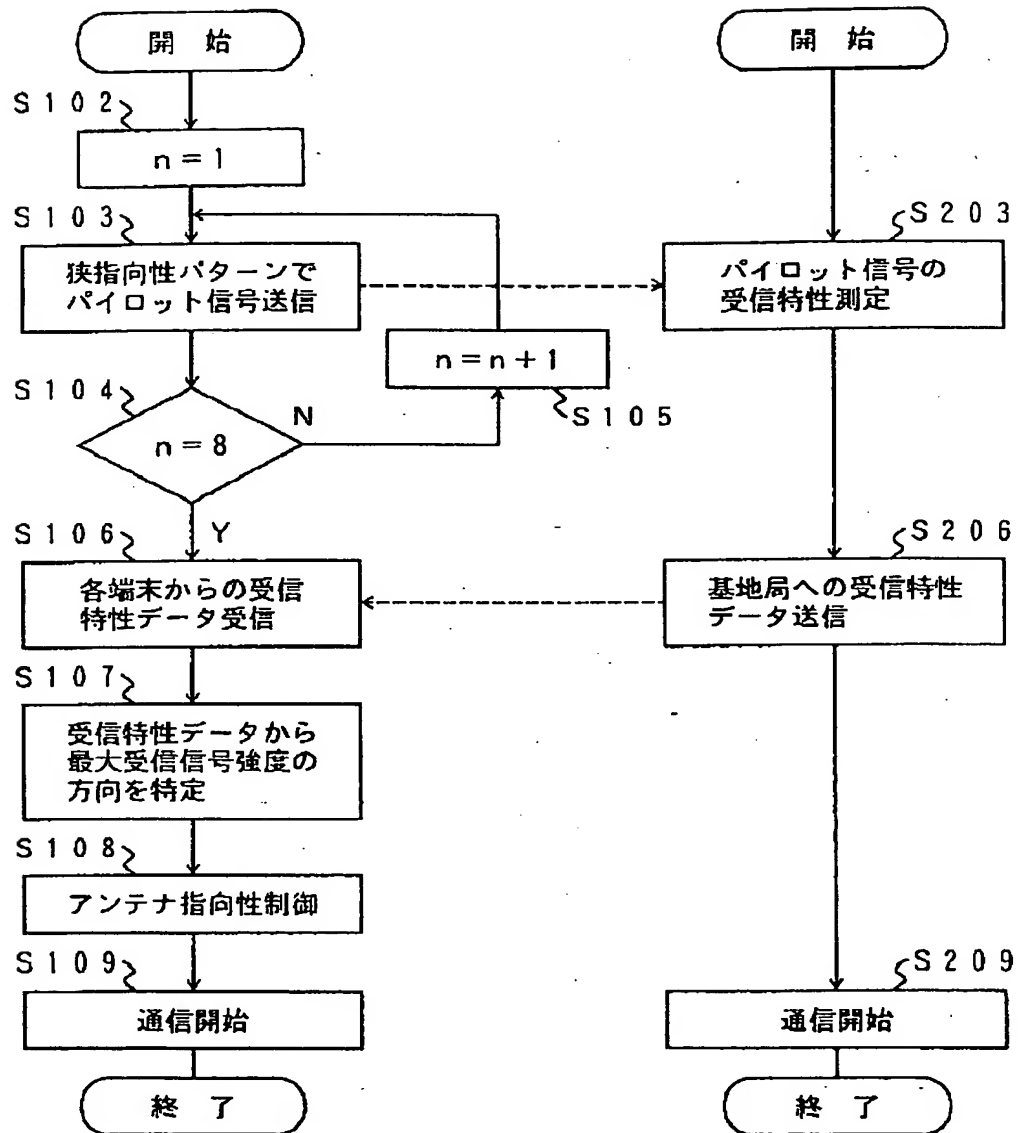 開 始
S102
n=1
S103
狭指向性パターンで
パイロット信号送信
n=n+1
S105
S104
n=8
N
Y
S106
各端末からの受信
特性データ受信
S107
受信特性データから
最大受信信号強度の
方向を特定
S108
アンテナ指向性制御
S109
通信開始
終 了
開 始
S203
パイロット信号の
受信特性測定
S206
基地局への受信特性
データ送信
S209
通信開始
終 了